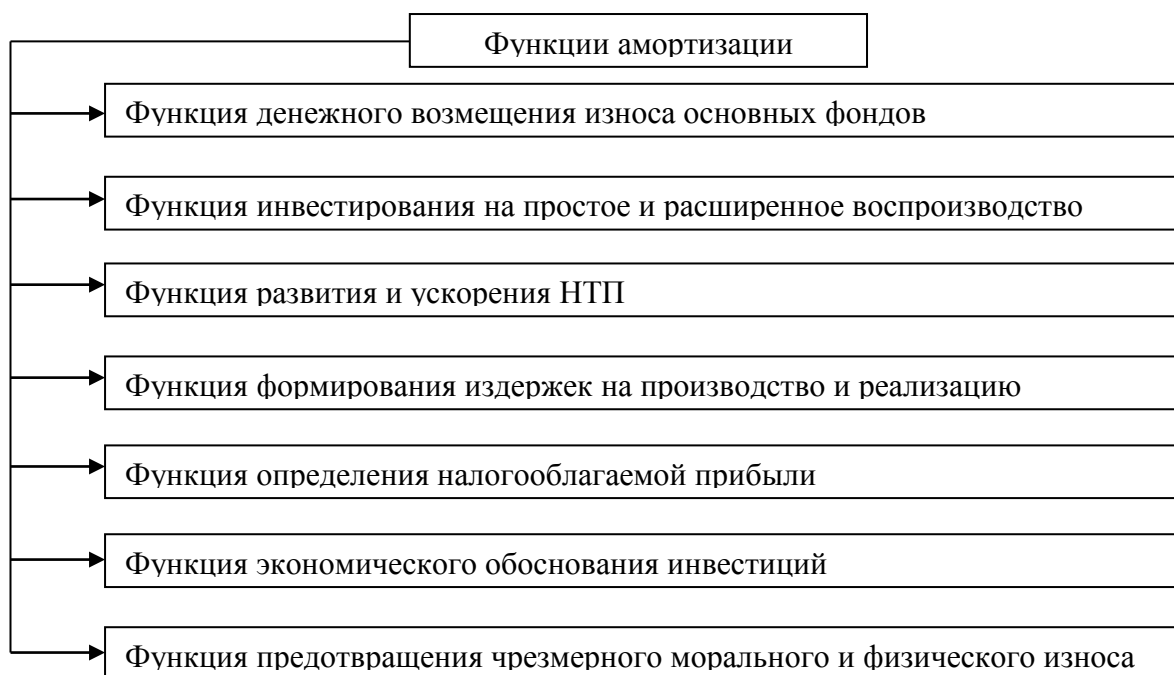 Функции амортизации
Функция денежного возмещения износа основных фондов
Функция инвестирования на простое и расширенное воспроизводство
Функция развития и ускорения НТП
Функция формирования издержек на производство и реализацию
Функция определения налогооблагаемой прибыли
Функция экономического обоснования инвестиций
Функция предотвращения чрезмерного морального и физического износа